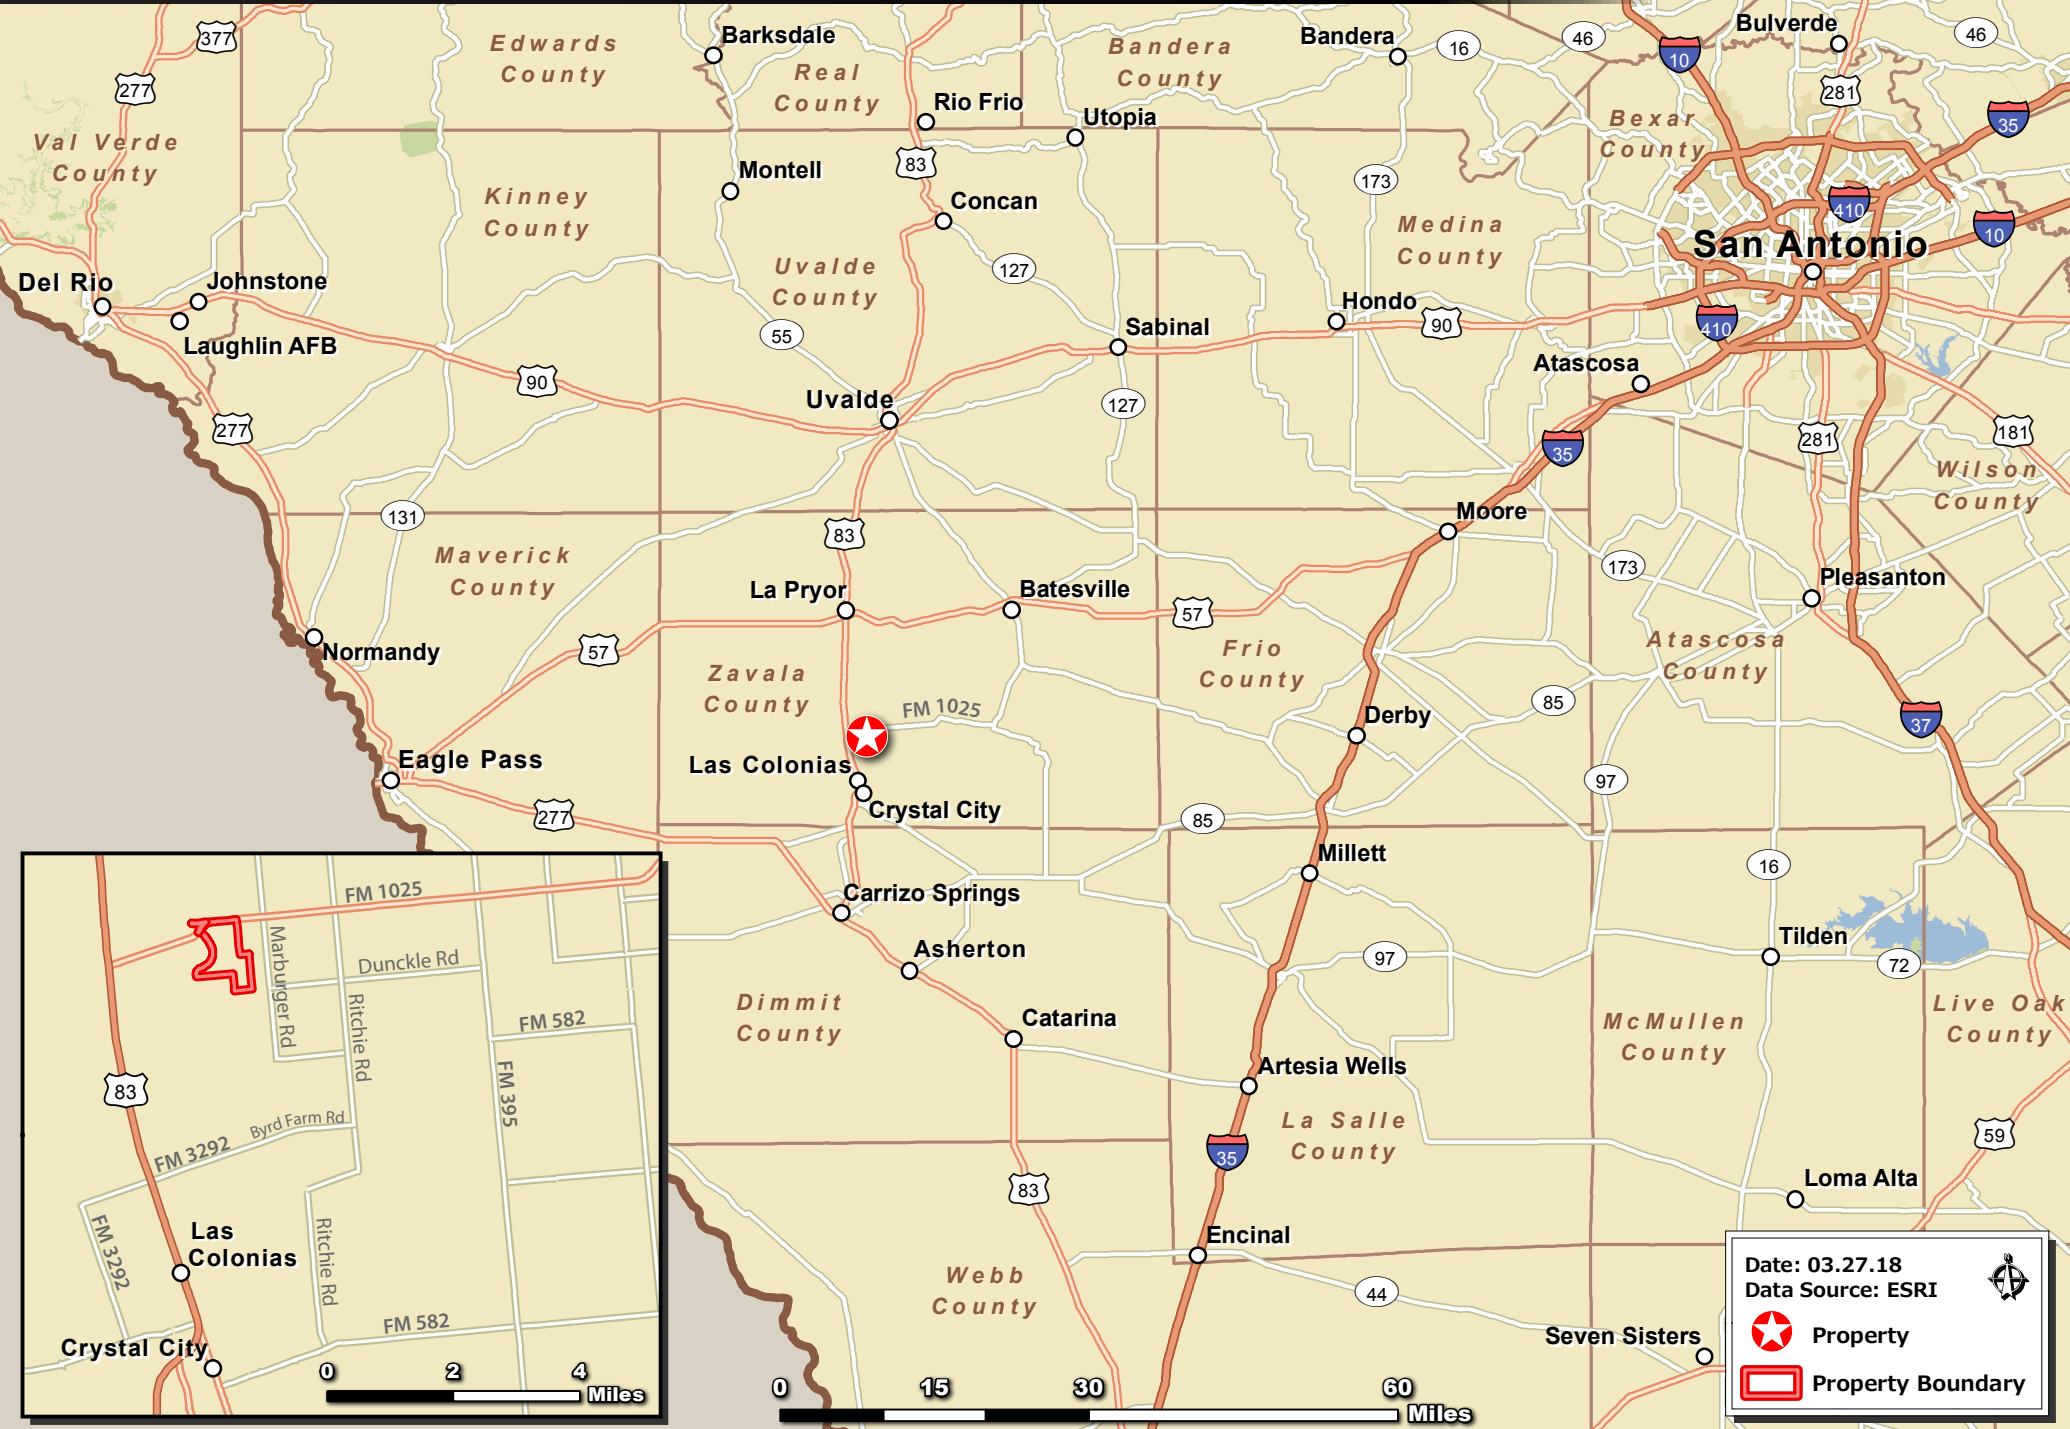 377
Edwards
County
Barksdale
Real
County
Bandera
County
Bandera
16
46
10
Bulverde
46
277
281
35
Val Verde
County
Rio Frio
Utopia
Bexar
County
83
Montell
173
Kinney
County
Concan
410
Medina
County
10
San Antonio
Uvalde
County
127
Del Rio
Johnstone
Hondo
90
410
Laughlin AFB
55
Sabinal
Atascosa
90
Uvalde
127
277
281
181
35
Wilson
County
131
Moore
83
Maverick
County
173
La Pryor
Batesville
Pleasanton
57
Normandy
57
Frio
County
Atascosa
County
Zavala
County
FM 1025
85
Derby
37
Eagle Pass
Las Colonias
97
Crystal City
277
85
Millett
16
Carrizo Springs
Asherton
97
Tilden
72
Dimmit
County
Catarina
McMullen
County
Live Oak
County
Artesia Wells
La Salle
County
59
35
83
Loma Alta
Encinal
Webb
County
44
Seven Sisters
FM 1025
Marburger Rd
Dunckle Rd
Ritchie Rd
FM 582
83
FM 395
Byrd Farm Rd
FM 3292
FM 3292
Las
Colonias
Ritchie Rd
FM 582
Crystal City
0 2 4
Miles
0 15 30 60
Miles
Date: 03.27.18
Data Source: ESRI
Property
Property Boundary